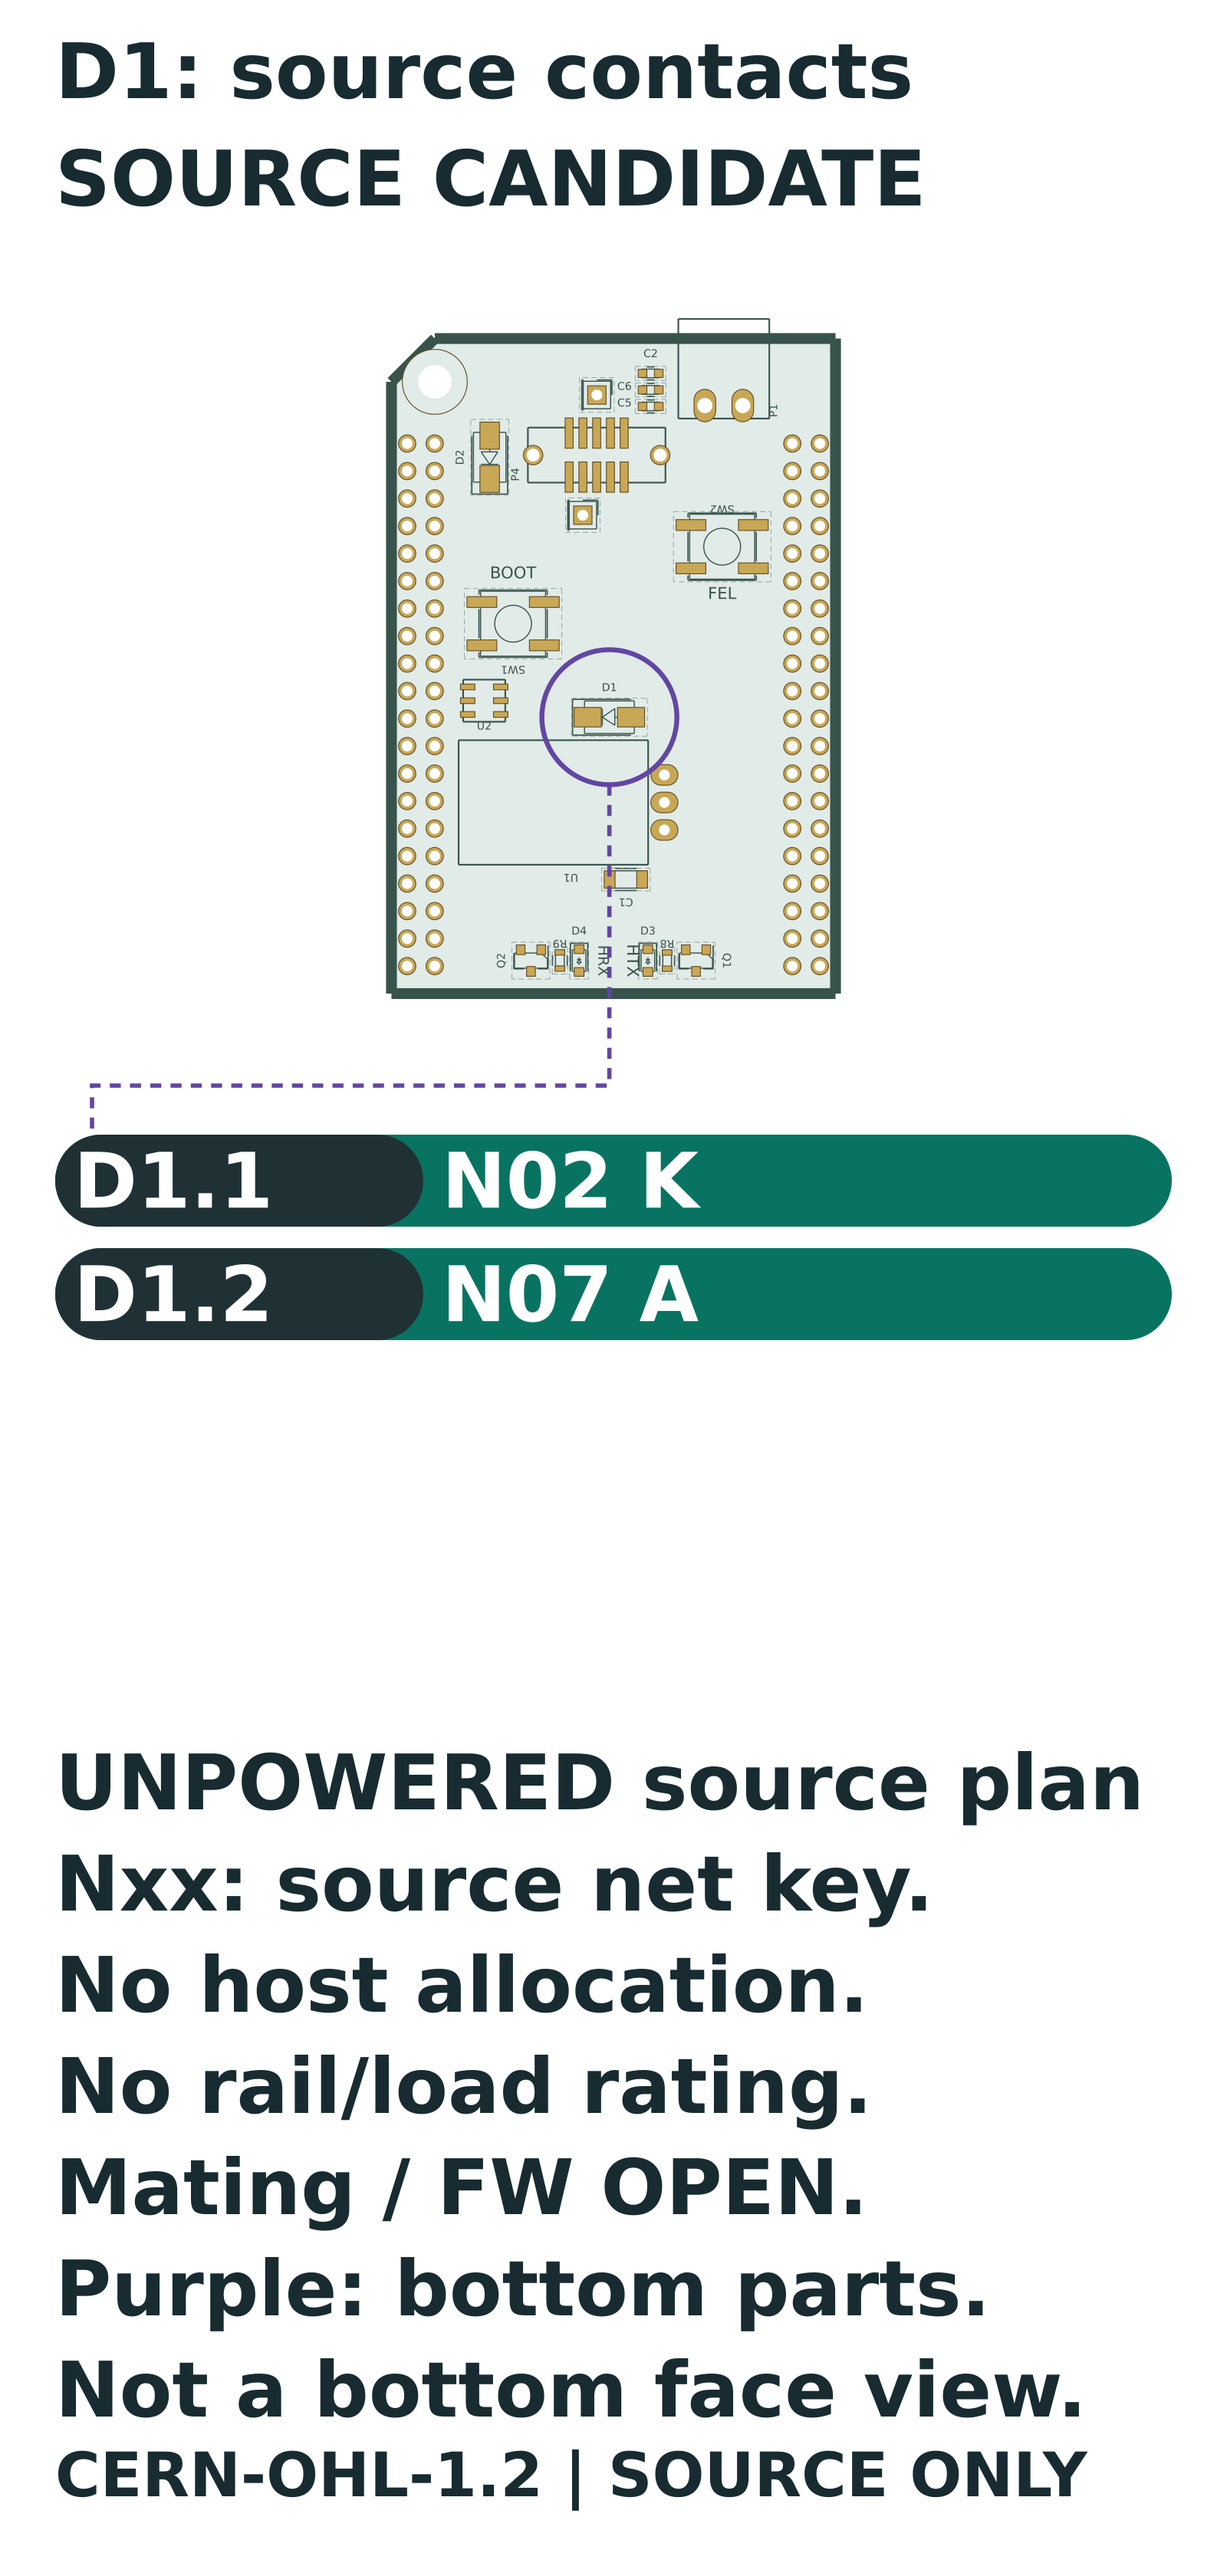 D1: source contacts
SOURCE CANDIDATE
C2
C6
C5
P1
D2
P4
SW2
BOOT
FEL
SW1
D1
U2
U1
C1
D4
D3
R9
R8
Q2
HRX
HTX
Q1
D1.1 N02 K
D1.2 N07 A
UNPOWERED source plan
Nxx: source net key.
No host allocation.
No rail/load rating.
Mating / FW OPEN.
Purple: bottom parts.
Not a bottom face view.
CERN-OHL-1.2 | SOURCE ONLY